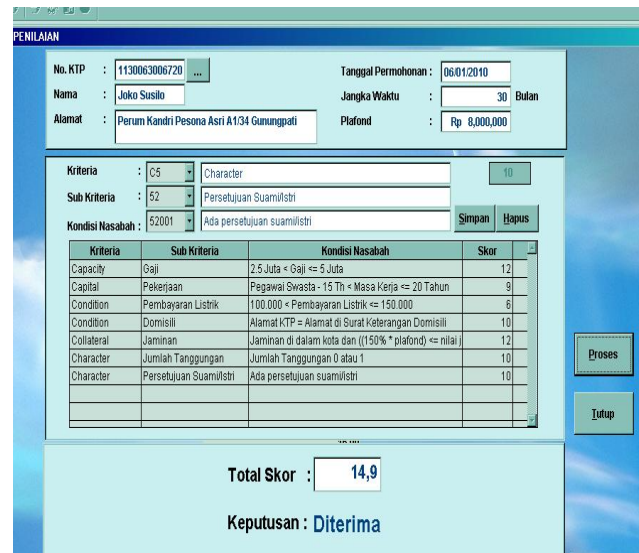 PENILAIAN
No. KTP : 1130063006720 ... Tanggal Permohonan : 06/01/2010
Nama : Joko Susilo Jangka Waktu : 30 Bulan
Alamat : Perum Kandri Pesona Asri A1/34 Gunungpati Plafond : Rp 8,000,000
Kriteria : C5 Character 10
Sub Kriteria : 52 Persetujuan Suami/Istri
Kondisi Nasabah : 52001 Ada persetujuan suami/istri Simpan Hapus
Kriteria Sub Kriteria Kondisi Nasabah Skor
Capacity Gaji 2.5 Juta < Gaji <= 5 Juta 12
Capital Pekerjaan Pegawai Swasta - 15 Th < Masa Kerja <= 20 Tahun 9
Condition Pembayaran Listrik 100.000 < Pembayaran Listrik <= 150.000 6
Condition Domisili Alamat KTP = Alamat di Surat Keterangan Domisili 10
Collateral Jaminan Jaminan di dalam kota dan ((150% * plafond) <= nilai j 12
Character Jumlah Tanggungan Jumlah Tanggungan 0 atau 1 10
Character Persetujuan Suami/Istri Ada persetujuan suami/istri 10
Proses
Tutup
Total Skor : 14,9
Keputusan : Diterima